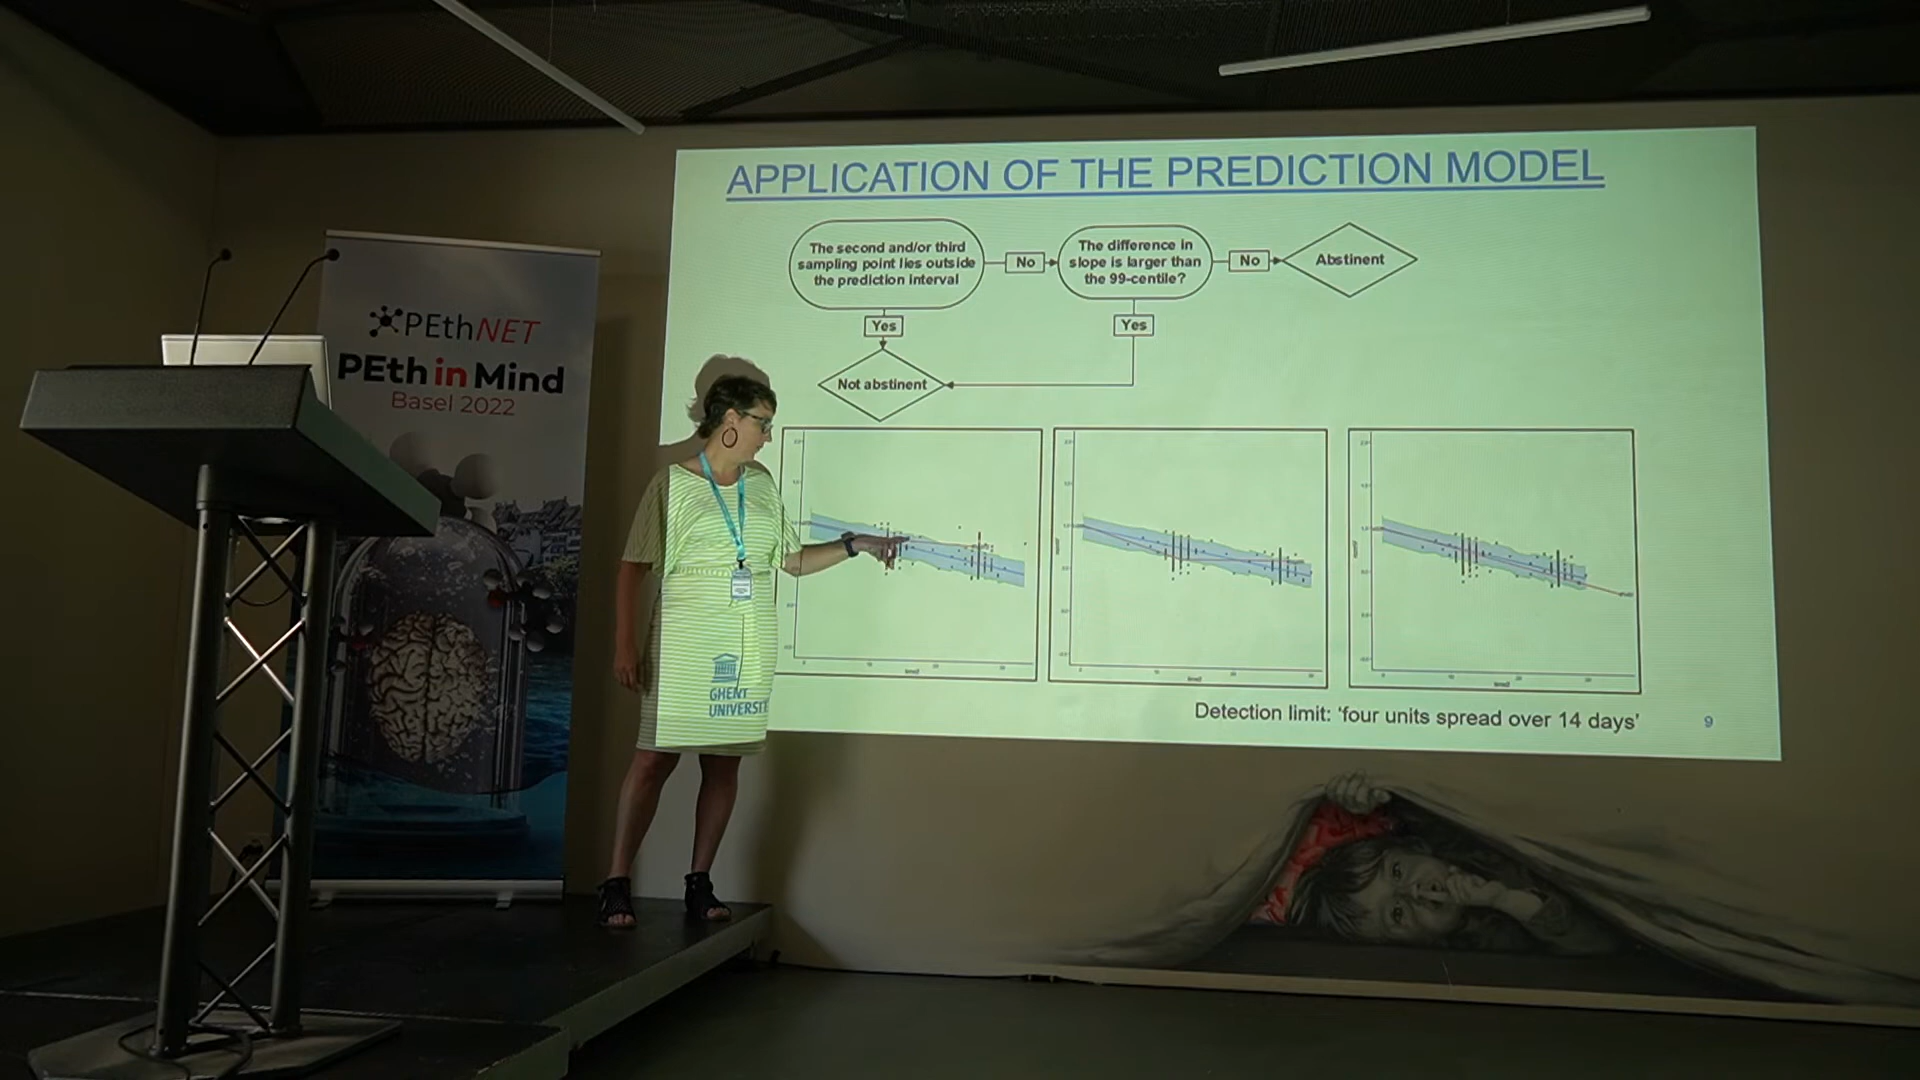 APPLICATION OF THE PREDICTION MODEL
The second and/or third
sampling point lies outside
the prediction interval
No
The difference in
slope is larger than
the 99-centile?
No
Abstinent
Yes
Yes
Not abstinent
PEthNET
PEth in Mind
Basel 2022
GHENT
UNIVERSIT
Detection limit: ‘four units spread over 14 days’
9